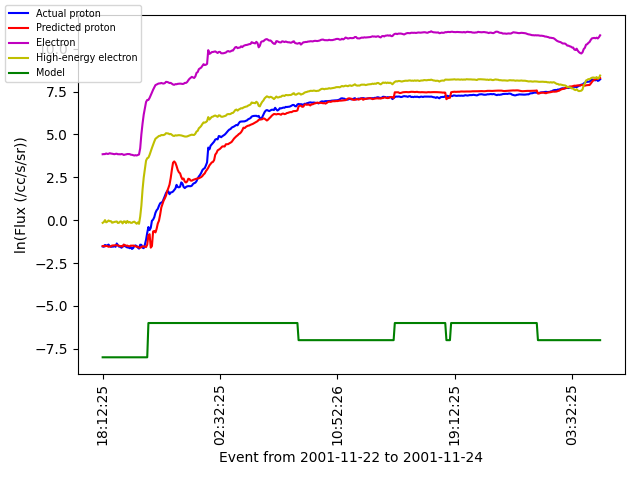 Actual proton
Predicted proton
Electron
High-energy electron
Model
10.0
7.5
5.0
2.5
0.0
−2.5
−5.0
−7.5
ln(Flux (/cc/s/sr))
18:12:25
02:32:25
10:52:26
19:12:25
03:32:25
Event from 2001-11-22 to 2001-11-24